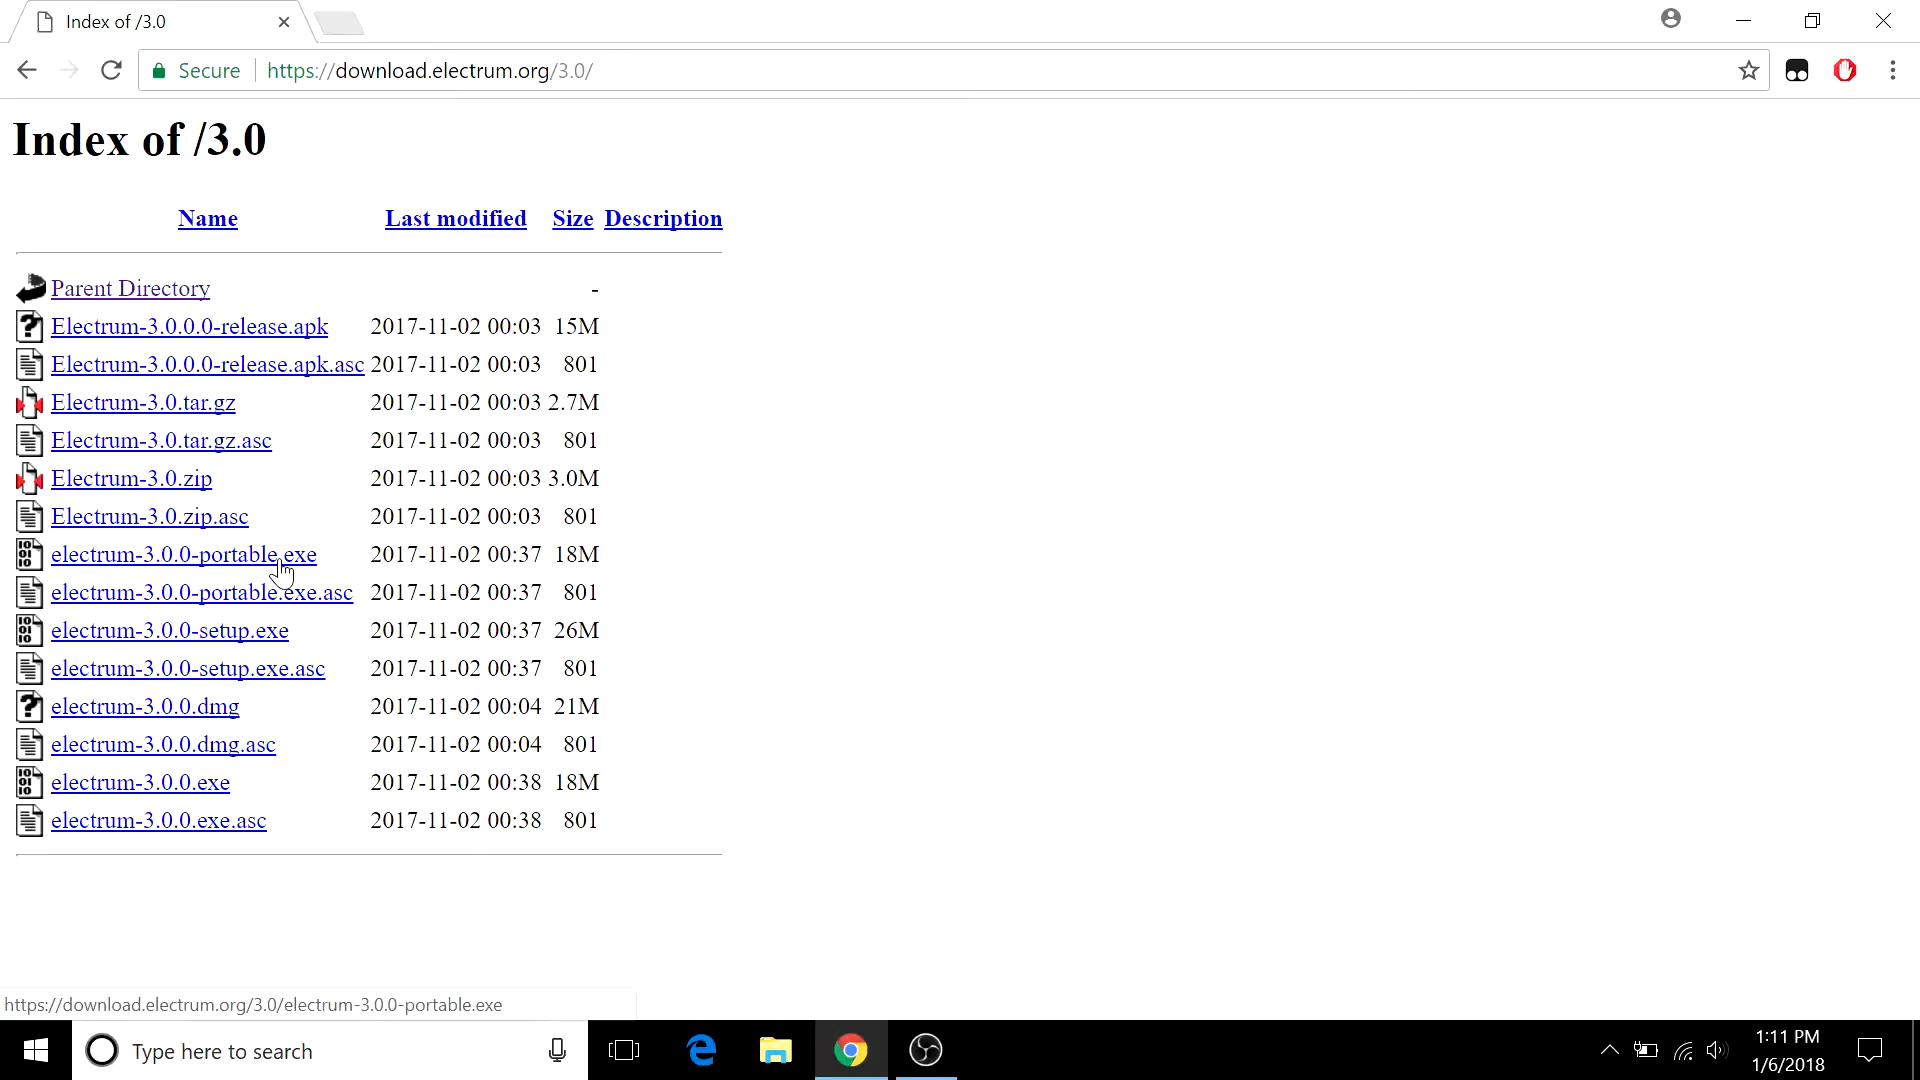 Index of /3.0
Secure https://download.electrum.org/3.0/
Index of /3.0
Name Last modified Size Description
Parent Directory -
Electrum-3.0.0.0-release.apk 2017-11-02 00:03 15M
Electrum-3.0.0.0-release.apk.asc 2017-11-02 00:03 801
Electrum-3.0.tar.gz 2017-11-02 00:03 2.7M
Electrum-3.0.tar.gz.asc 2017-11-02 00:03 801
Electrum-3.0.zip 2017-11-02 00:03 3.0M
Electrum-3.0.zip.asc 2017-11-02 00:03 801
electrum-3.0.0-portable.exe 2017-11-02 00:37 18M
electrum-3.0.0-portable.exe.asc 2017-11-02 00:37 801
electrum-3.0.0-setup.exe 2017-11-02 00:37 26M
electrum-3.0.0-setup.exe.asc 2017-11-02 00:37 801
electrum-3.0.0.dmg 2017-11-02 00:04 21M
electrum-3.0.0.dmg.asc 2017-11-02 00:04 801
electrum-3.0.0.exe 2017-11-02 00:38 18M
electrum-3.0.0.exe.asc 2017-11-02 00:38 801
https://download.electrum.org/3.0/electrum-3.0.0-portable.exe
Type here to search
1:11 PM
1/6/2018